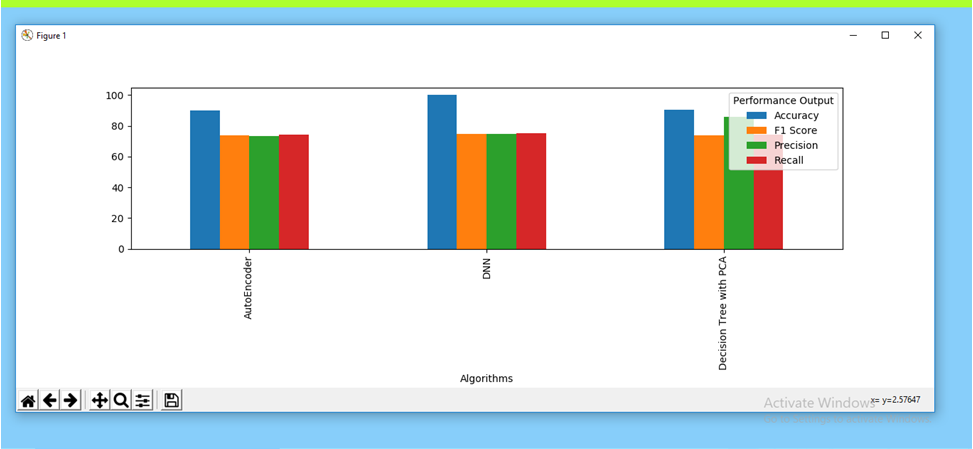 Figure 1
100
80
60
40
20
0
Performance Output
Accuracy
F1 Score
Precision
Recall
AutoEncoder
DNN
Decision Tree with PCA
Algorithms
Activate Windows
x= y=2.57647